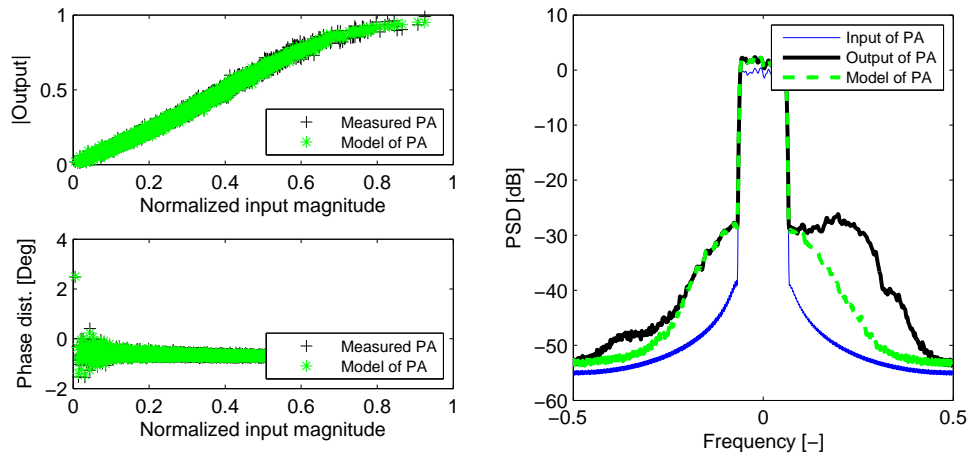 1
0.5
0
|Output|
0 0.2 0.4 0.6 0.8 1
Normalized input magnitude
Measured PA
Model of PA
4
2
0
−2
Phase dist. [Deg]
0 0.2 0.4 0.6 0.8 1
Normalized input magnitude
Measured PA
Model of PA
10
0
−10
−20
−30
−40
−50
−60
PSD [dB]
−0.5 0 0.5
Frequency [−]
Input of PA
Output of PA
Model of PA